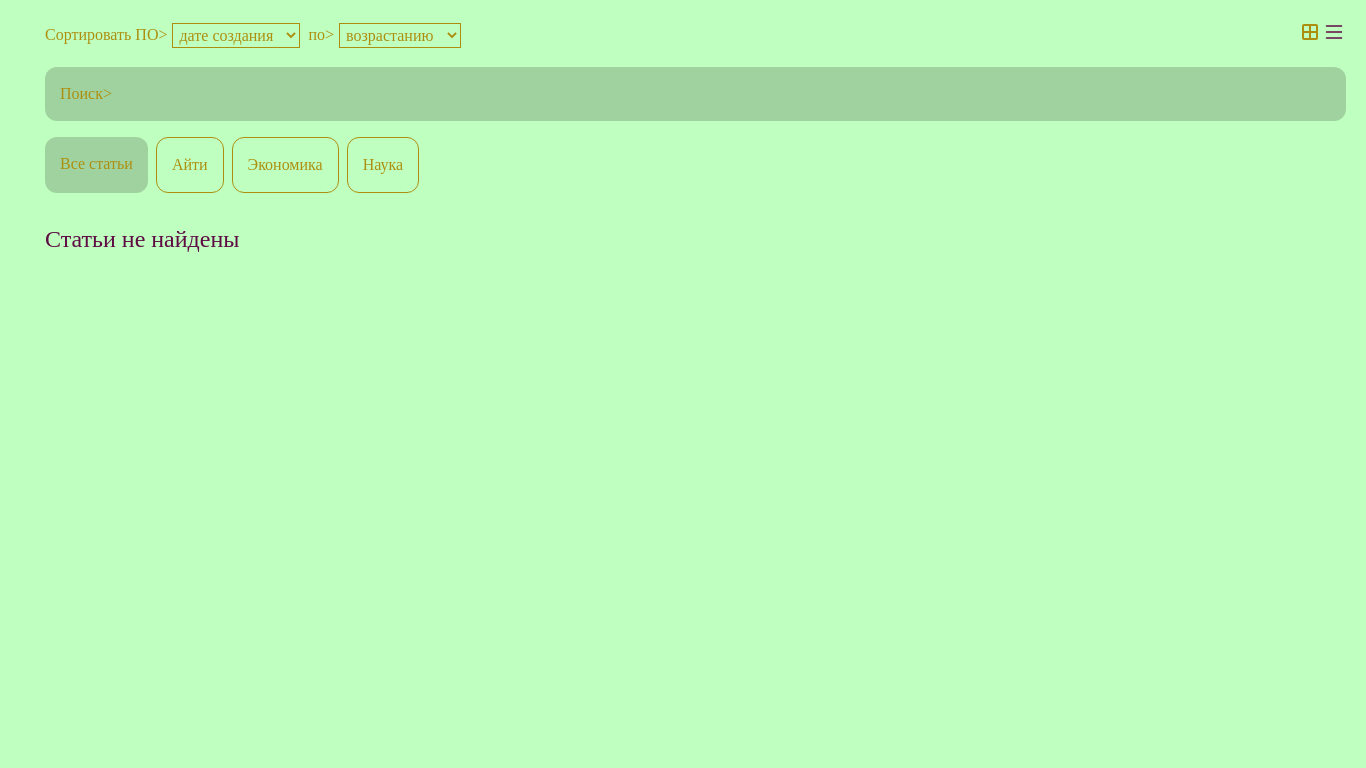 Сортировать ПО> дате создания по> возрастанию
Поиск>
Все статьи Айти Экономика Наука
Статьи не найдены